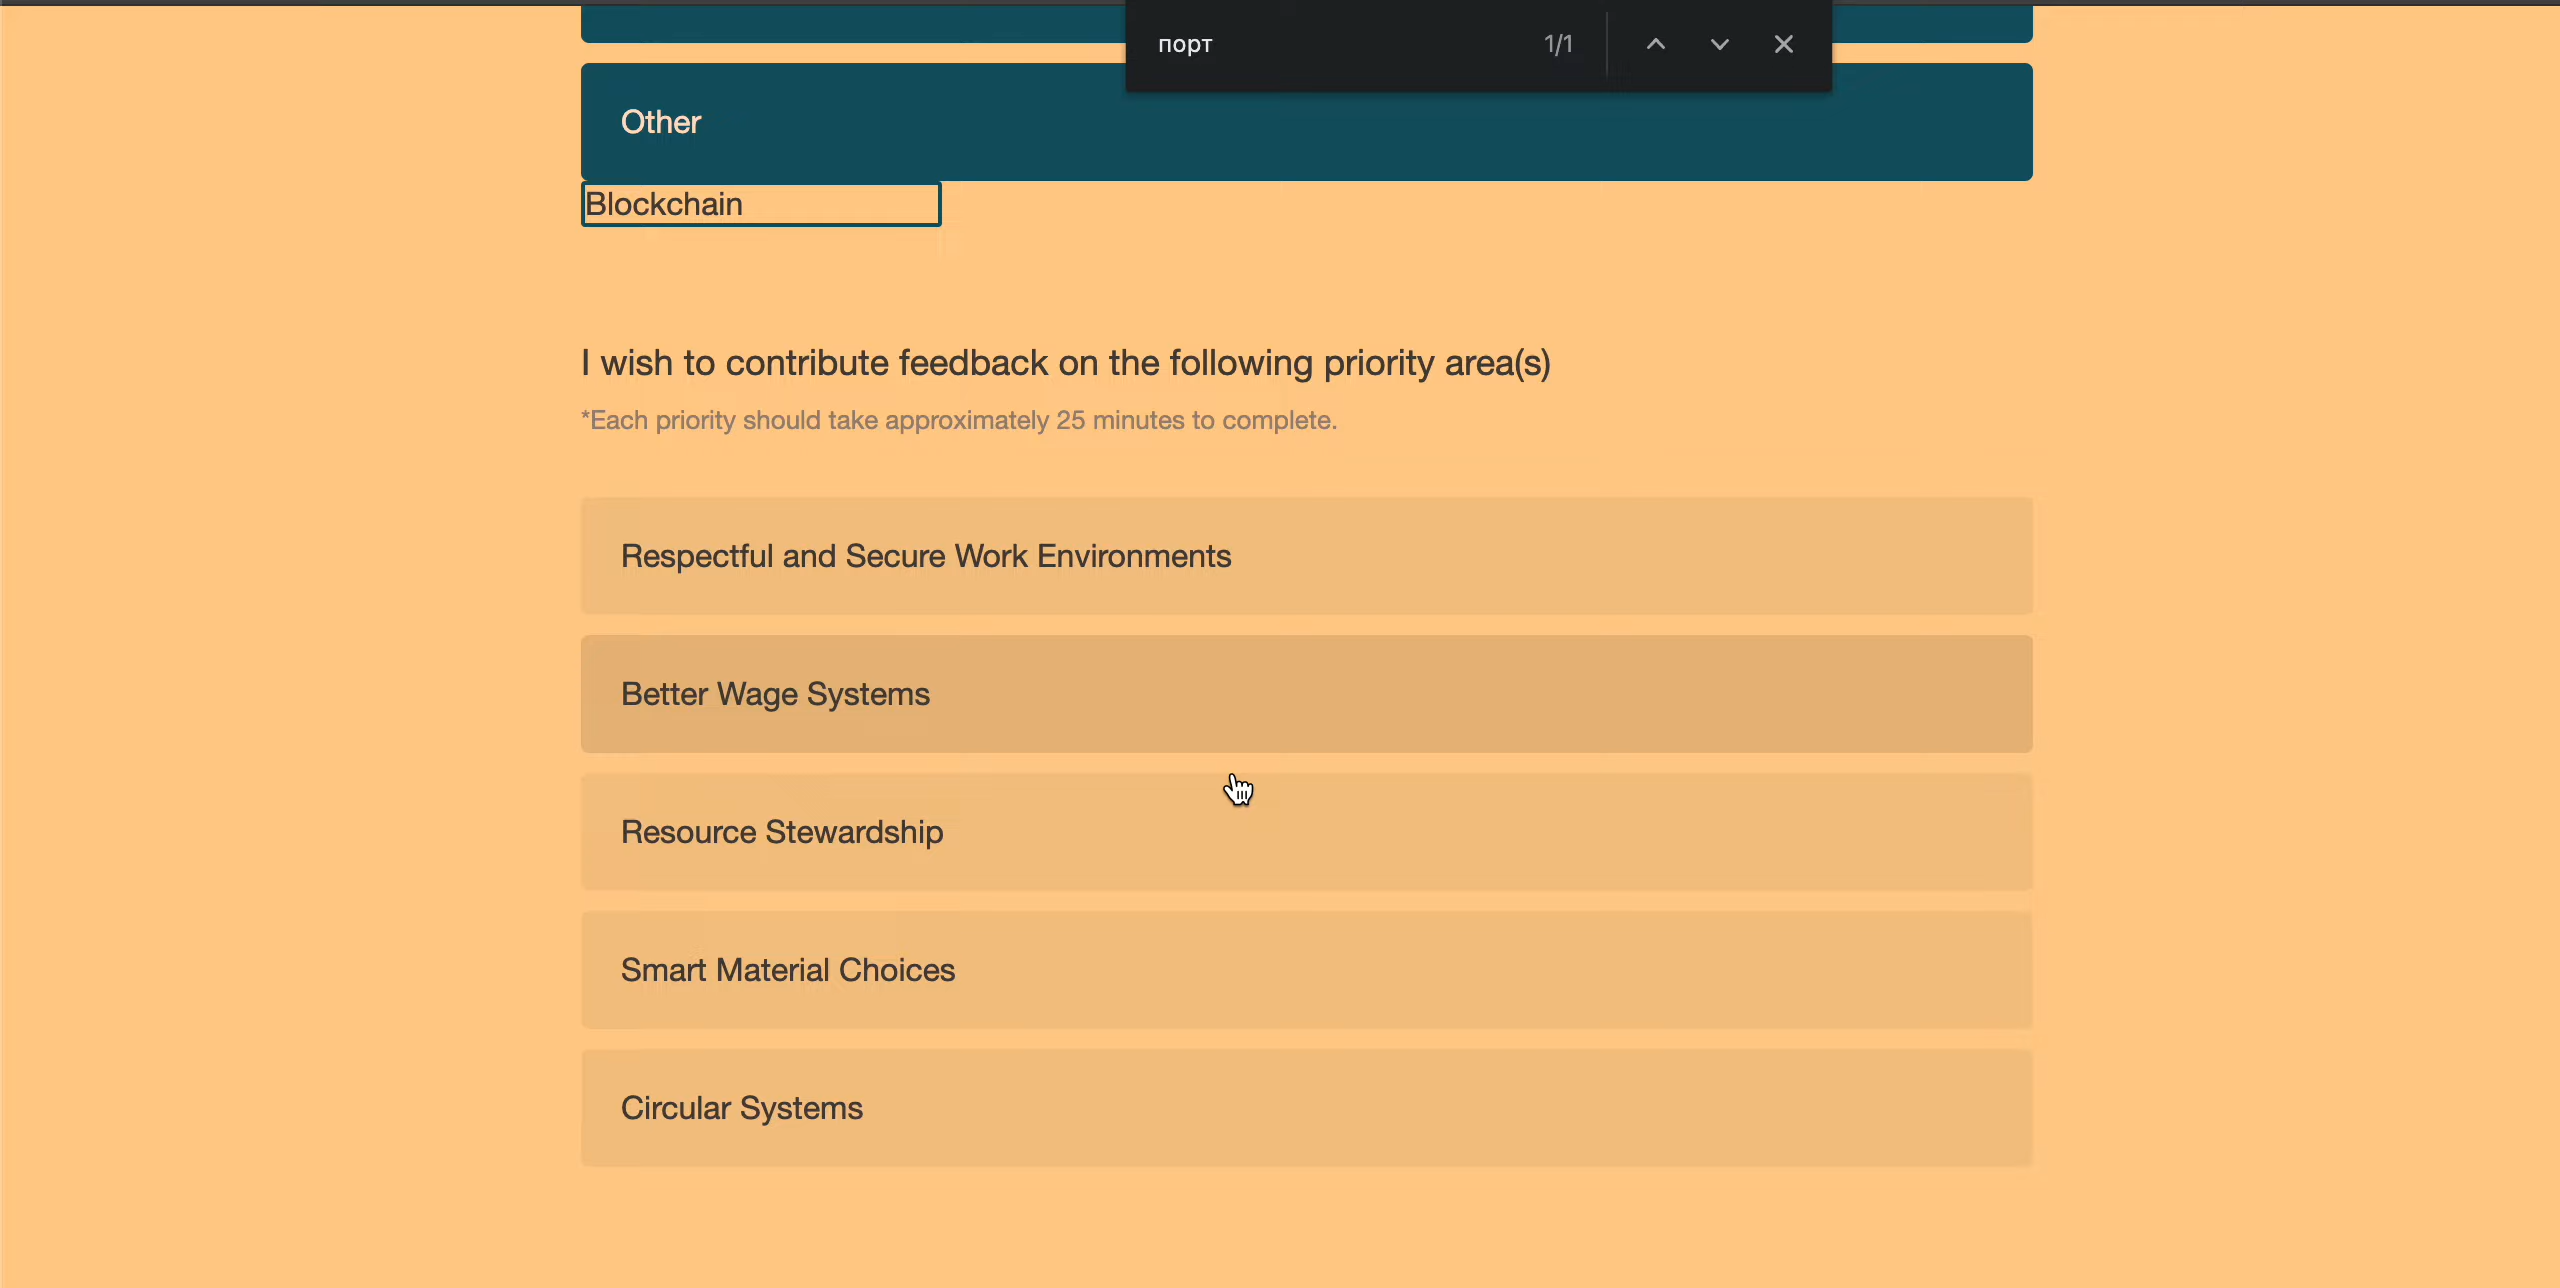 порт 1/1
Other
Blockchain
I wish to contribute feedback on the following priority area(s)
*Each priority should take approximately 25 minutes to complete.
Respectful and Secure Work Environments
Better Wage Systems
Resource Stewardship
Smart Material Choices
Circular Systems